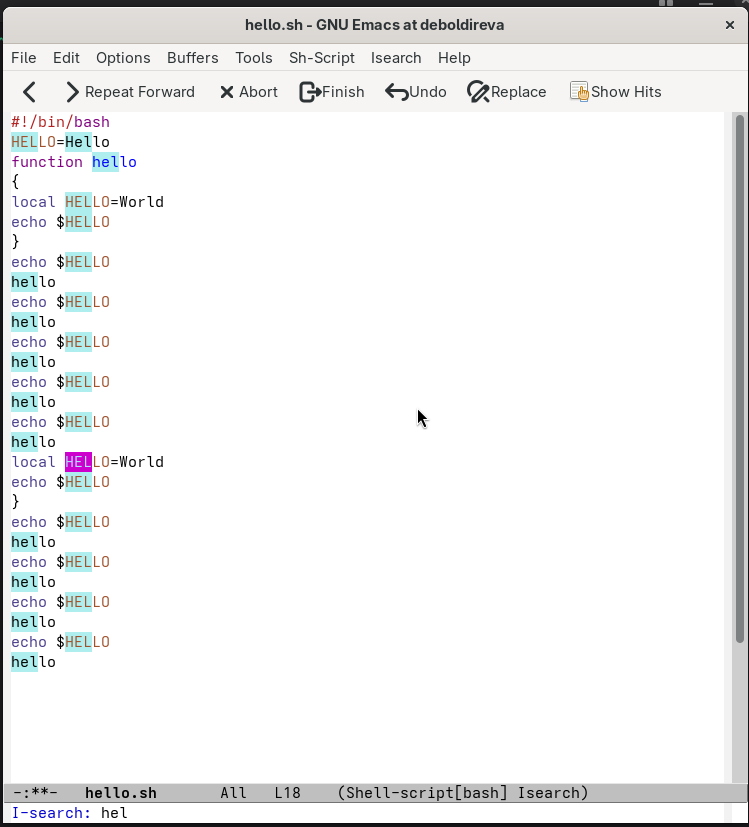 hello.sh - GNU Emacs at deboldireva
File Edit Options Buffers Tools Sh-Script Isearch Help
Repeat Forward Abort Finish Undo Replace Show Hits
#!/bin/bash
HELLO=Hello
function hello
{
local HELLO=World
echo $HELLO
}
echo $HELLO
hello
echo $HELLO
hello
echo $HELLO
hello
echo $HELLO
hello
echo $HELLO
hello
local HELLO=World
echo $HELLO
}
echo $HELLO
hello
echo $HELLO
hello
echo $HELLO
hello
echo $HELLO
hello
-:**- hello.sh All L18 (Shell-script[bash] Isearch)
I-search: hel